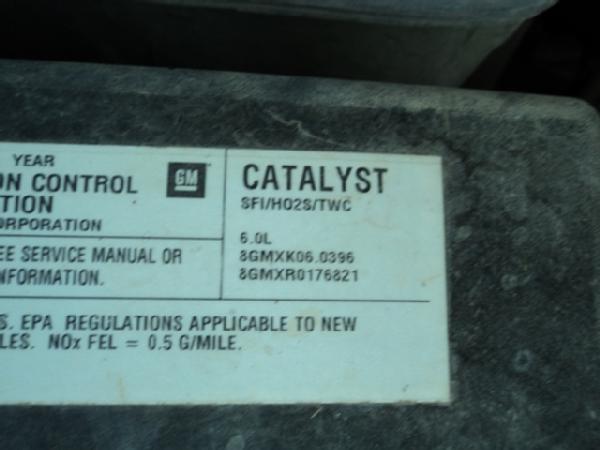 YEAR
ON CONTROL
TION
ORPORATION
EE SERVICE MANUAL OR
NFORMATION.
GM
CATALYST
SFI/HO2S/TWC
6.0L
8GMXK06.0396
8GMXR0176821
S. EPA REGULATIONS APPLICABLE TO NEW
LES. NOx FEL = 0.5 G/MILE.